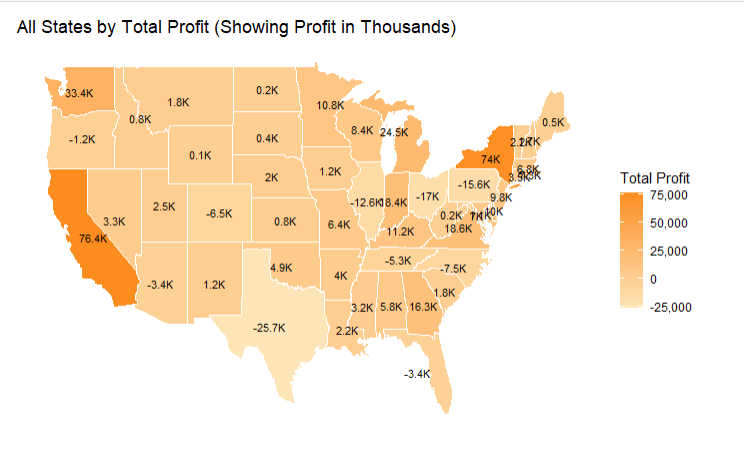 All States by Total Profit (Showing Profit in Thousands)
33.4K
0.8K
1.8K
0.2K
10.8K
8.4K
24.5K
0.5K
-1.2K
0.1K
0.4K
74K
2K
1.2K
-15.6K
-17K
9.8K
3.3K
2.5K
-6.5K
0.8K
6.4K
-12.6K
18.4K
0.2K
18.6K
76.4K
11.2K
-3.4K
1.2K
4.9K
4K
-5.3K
-7.5K
1.8K
3.2K
5.8K
16.3K
-25.7K
2.2K
-3.4K
Total Profit
75,000
50,000
25,000
0
-25,000